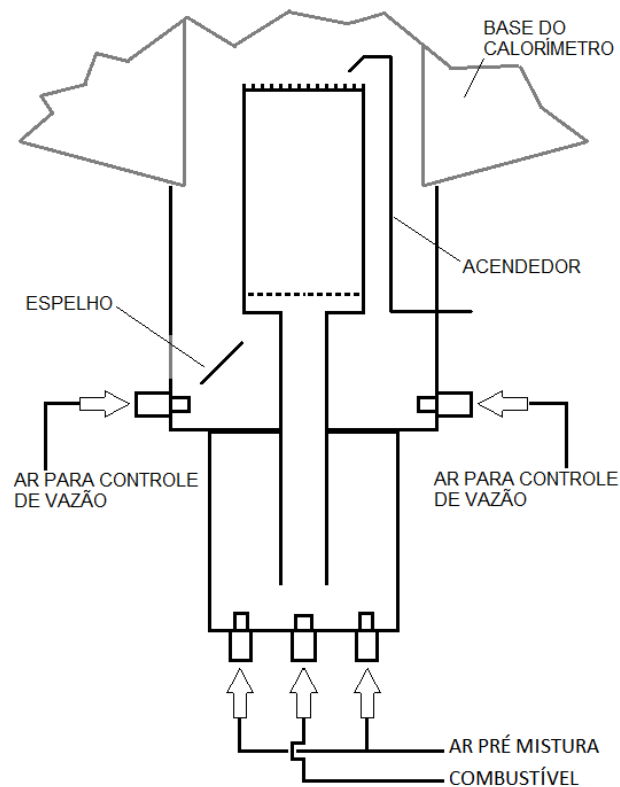 BASE DO
CALORÍMETRO
ACENDEDOR
ESPELHO
AR PARA CONTROLE
DE VAZÃO
AR PARA CONTROLE
DE VAZÃO
AR PRÉ MISTURA
COMBUSTÍVEL